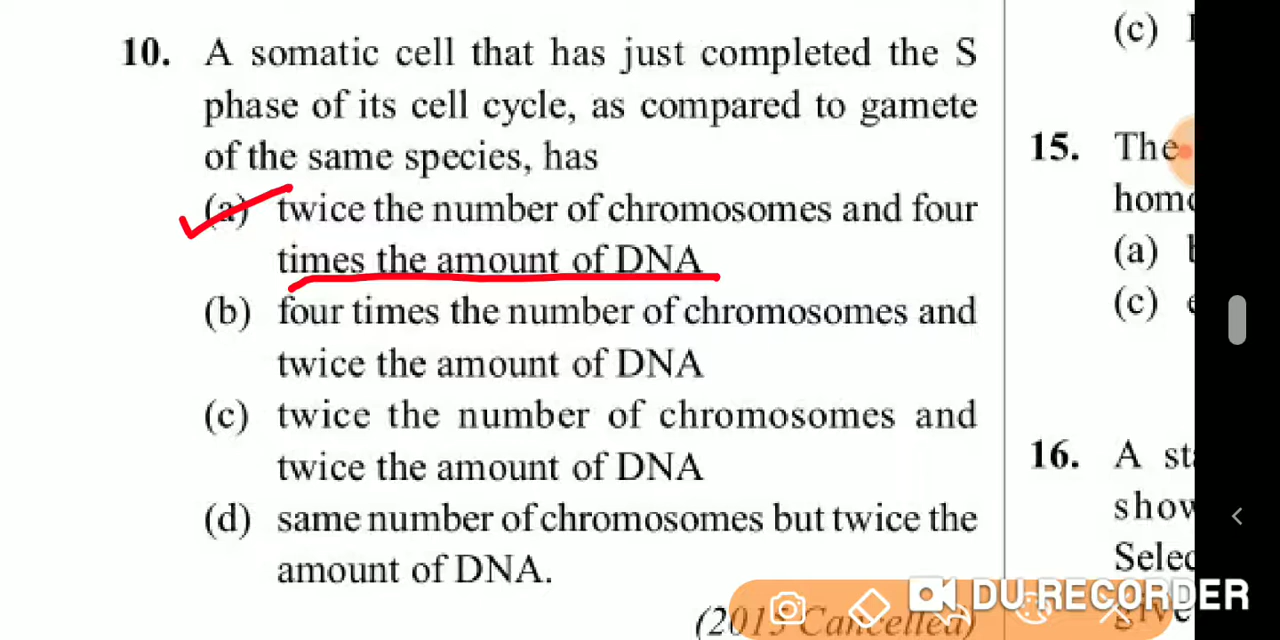 10. A somatic cell that has just completed the S
phase of its cell cycle, as compared to gamete
of the same species, has
(a) twice the number of chromosomes and four
times the amount of DNA
(b) four times the number of chromosomes and
twice the amount of DNA
(c) twice the number of chromosomes and
twice the amount of DNA
(d) same number of chromosomes but twice the
amount of DNA.
(2015 Cancelled)
(c)
15. The
(a)
(c)
16. A
DU RECORDER